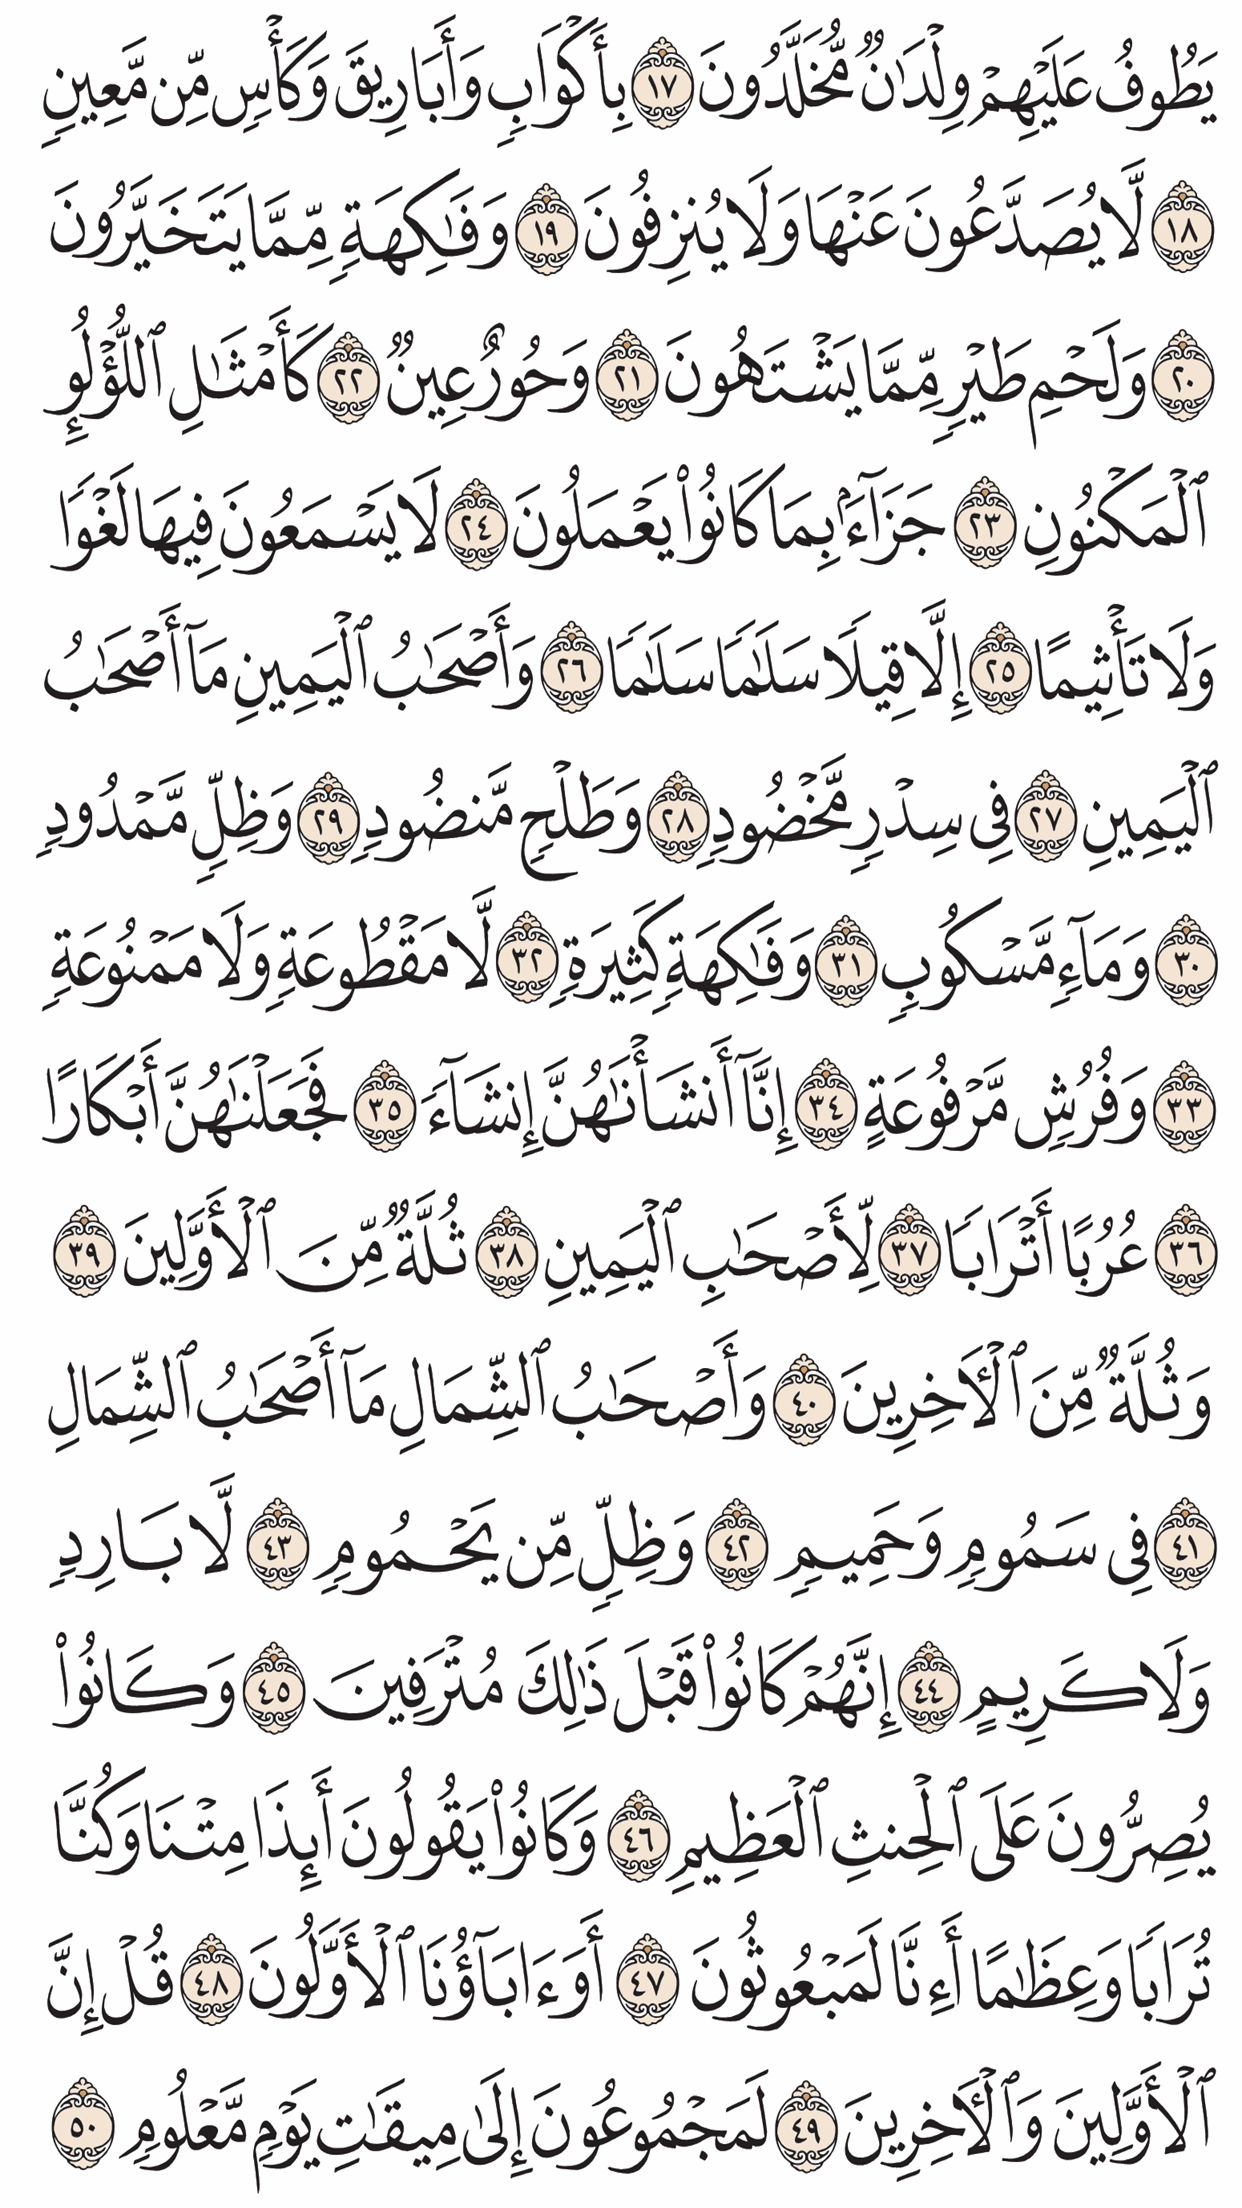 يَطُوفُ عَلَيْهِمْ وِلْدَٰنٌ مُّخَلَّدُونَ ١٧ بِأَكْوَابٍ وَأَبَارِيقَ وَكَأْسٍ مِّن مَّعِينٍ
١٨ لَّا يُصَدَّعُونَ عَنْهَا وَلَا يُنزِفُونَ ١٩ وَفَٰكِهَةٍ مِّمَّا يَتَخَيَّرُونَ
٢٠ وَلَحْمِ طَيْرٍ مِّمَّا يَشْتَهُونَ ٢١ وَحُورٌ عِينٌ ٢٢ كَأَمْثَٰلِ ٱللُّؤْلُؤِ
ٱلْمَكْنُونِ ٢٣ جَزَآءًۢ بِمَا كَانُوا۟ يَعْمَلُونَ ٢٤ لَا يَسْمَعُونَ فِيهَا لَغْوًا
وَلَا تَأْثِيمًا ٢٥ إِلَّا قِيلًا سَلَٰمًا سَلَٰمًا ٢٦ وَأَصْحَٰبُ ٱلْيَمِينِ مَآ أَصْحَٰبُ
ٱلْيَمِينِ ٢٧ فِى سِدْرٍ مَّخْضُودٍ ٢٨ وَطَلْحٍ مَّنضُودٍ ٢٩ وَظِلٍّ مَّمْدُودٍ
٣٠ وَمَآءٍ مَّسْكُوبٍ ٣١ وَفَٰكِهَةٍ كَثِيرَةٍ ٣٢ لَّا مَقْطُوعَةٍ وَلَا مَمْنُوعَةٍ
٣٣ وَفُرُشٍ مَّرْفُوعَةٍ ٣٤ إِنَّآ أَنشَأْنَٰهُنَّ إِنشَآءً ٣٥ فَجَعَلْنَٰهُنَّ أَبْكَارًا
٣٦ عُرُبًا أَتْرَابًا ٣٧ لِّأَصْحَٰبِ ٱلْيَمِينِ ٣٨ ثُلَّةٌ مِّنَ ٱلْأَوَّلِينَ ٣٩
وَثُلَّةٌ مِّنَ ٱلْـَٔاخِرِينَ ٤٠ وَأَصْحَٰبُ ٱلشِّمَالِ مَآ أَصْحَٰبُ ٱلشِّمَالِ
٤١ فِى سَمُومٍ وَحَمِيمٍ ٤٢ وَظِلٍّ مِّن يَحْمُومٍ ٤٣ لَّا بَارِدٍ
وَلَا كَرِيمٍ ٤٤ إِنَّهُمْ كَانُوا۟ قَبْلَ ذَٰلِكَ مُتْرَفِينَ ٤٥ وَكَانُوا۟
يُصِرُّونَ عَلَى ٱلْحِنثِ ٱلْعَظِيمِ ٤٦ وَكَانُوا۟ يَقُولُونَ أَئِذَا مِتْنَا وَكُنَّا
تُرَابًا وَعِظَٰمًا أَءِنَّا لَمَبْعُوثُونَ ٤٧ أَوَءَابَآؤُنَا ٱلْأَوَّلُونَ ٤٨ قُلْ إِنَّ
ٱلْأَوَّلِينَ وَٱلْـَٔاخِرِينَ ٤٩ لَمَجْمُوعُونَ إِلَىٰ مِيقَٰتِ يَوْمٍ مَّعْلُومٍ ٥٠